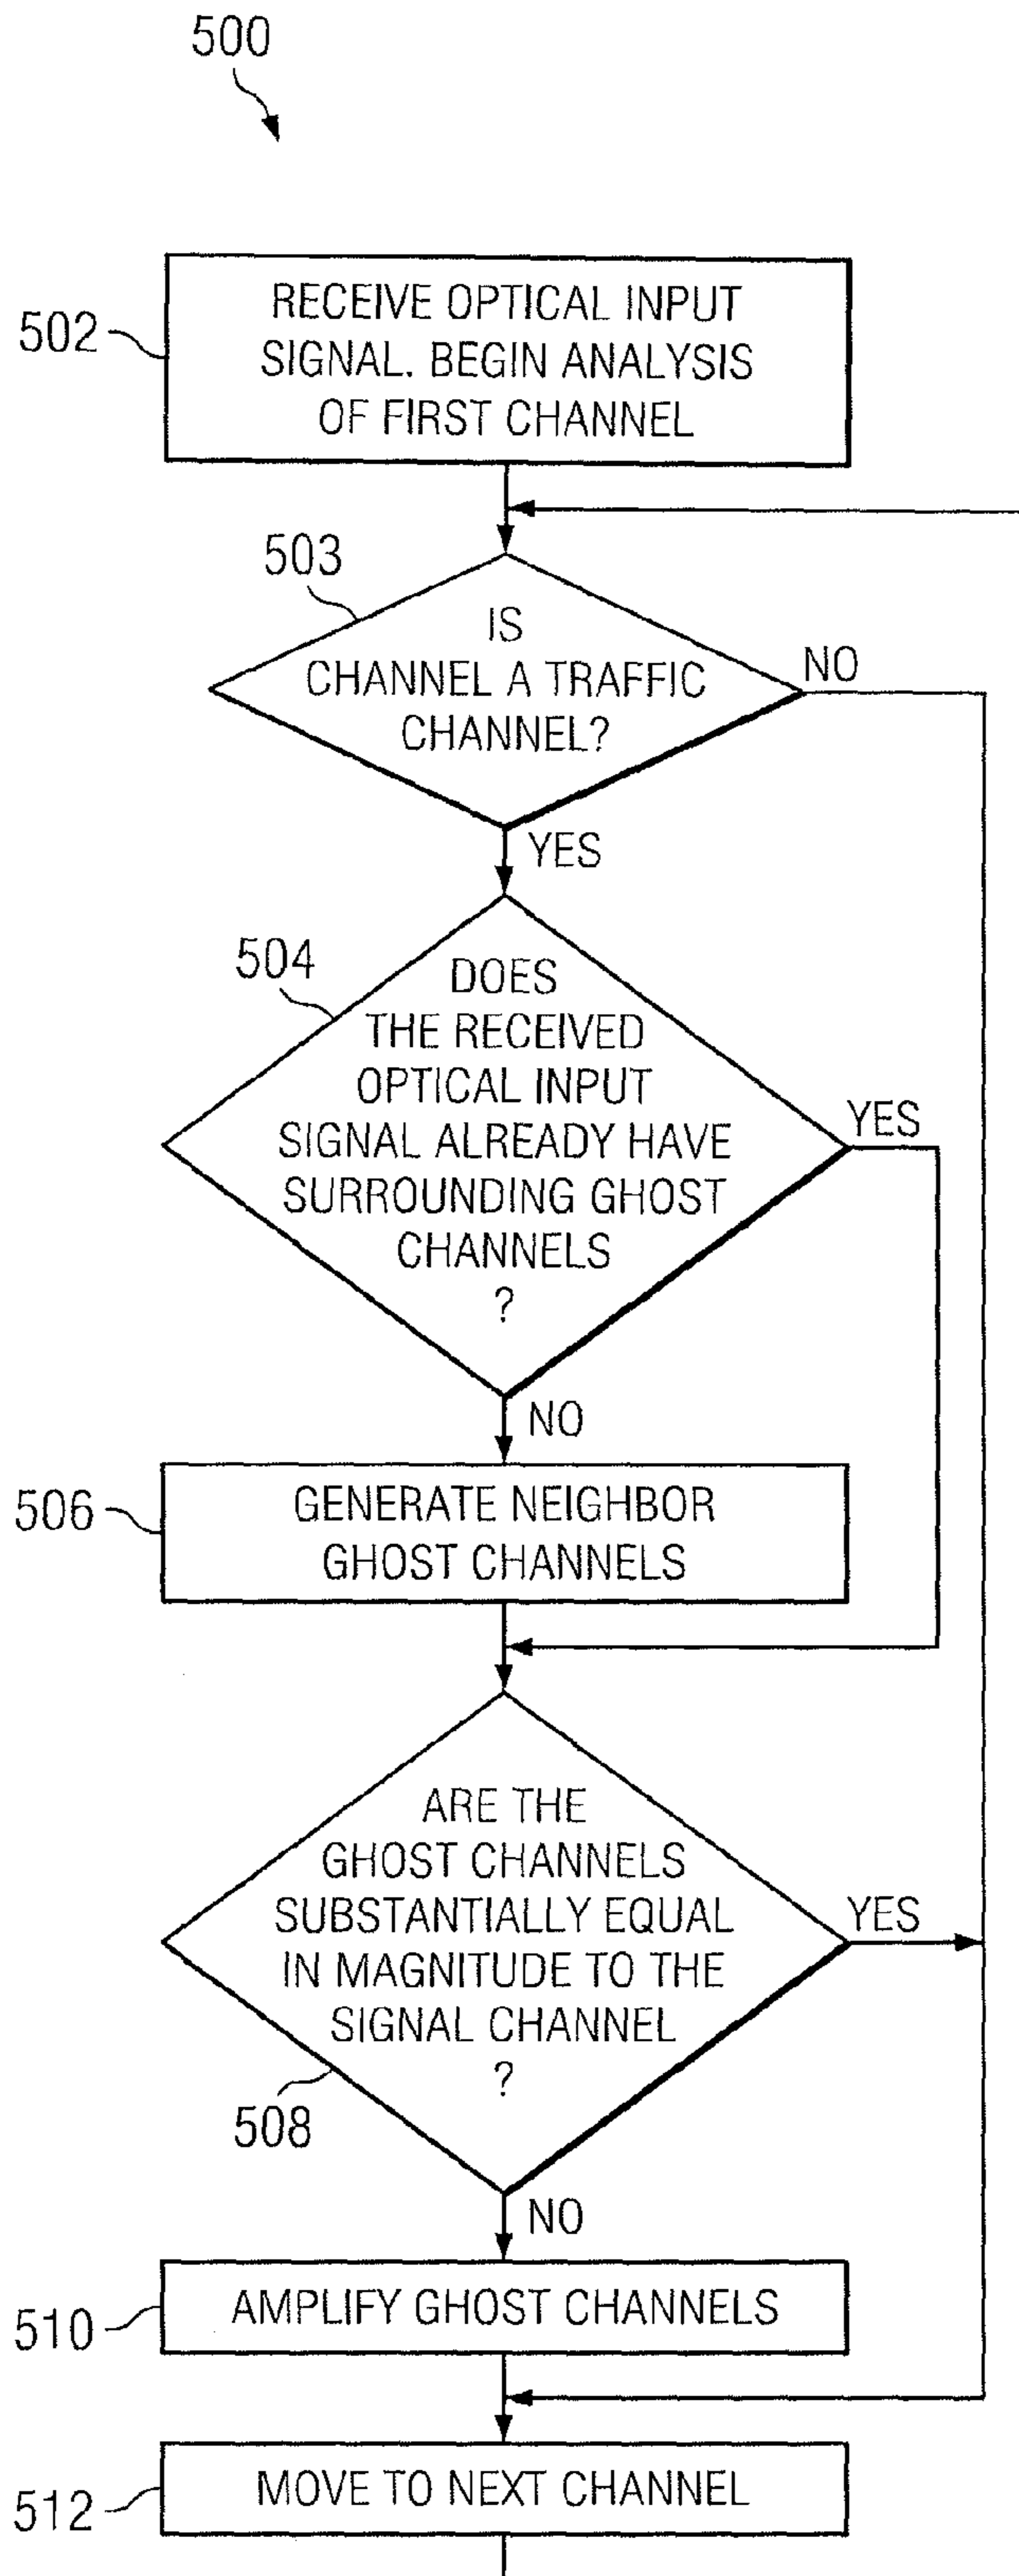 500
502
RECEIVE OPTICAL INPUT
SIGNAL. BEGIN ANALYSIS
OF FIRST CHANNEL
503
IS
CHANNEL A TRAFFIC
CHANNEL?
NO
YES
504
DOES
THE RECEIVED
OPTICAL INPUT
SIGNAL ALREADY HAVE
SURROUNDING GHOST
CHANNELS
?
YES
NO
506
GENERATE NEIGHBOR
GHOST CHANNELS
ARE THE
GHOST CHANNELS
SUBSTANTIALLY EQUAL
IN MAGNITUDE TO THE
SIGNAL CHANNEL
?
YES
508
NO
510
AMPLIFY GHOST CHANNELS
512
MOVE TO NEXT CHANNEL